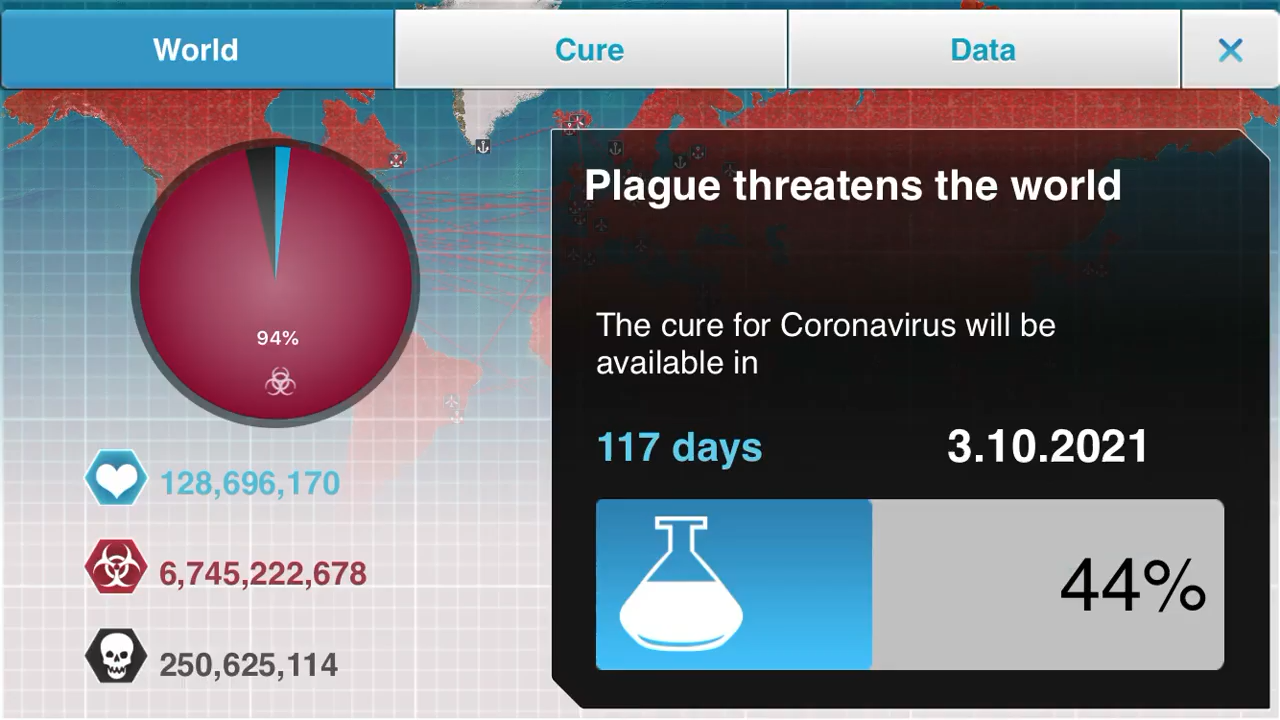 World
Cure
Data
94%
128,696,170
6,745,222,678
250,625,114
Plague threatens the world
The cure for Coronavirus will be
available in
117 days
3.10.2021
44%